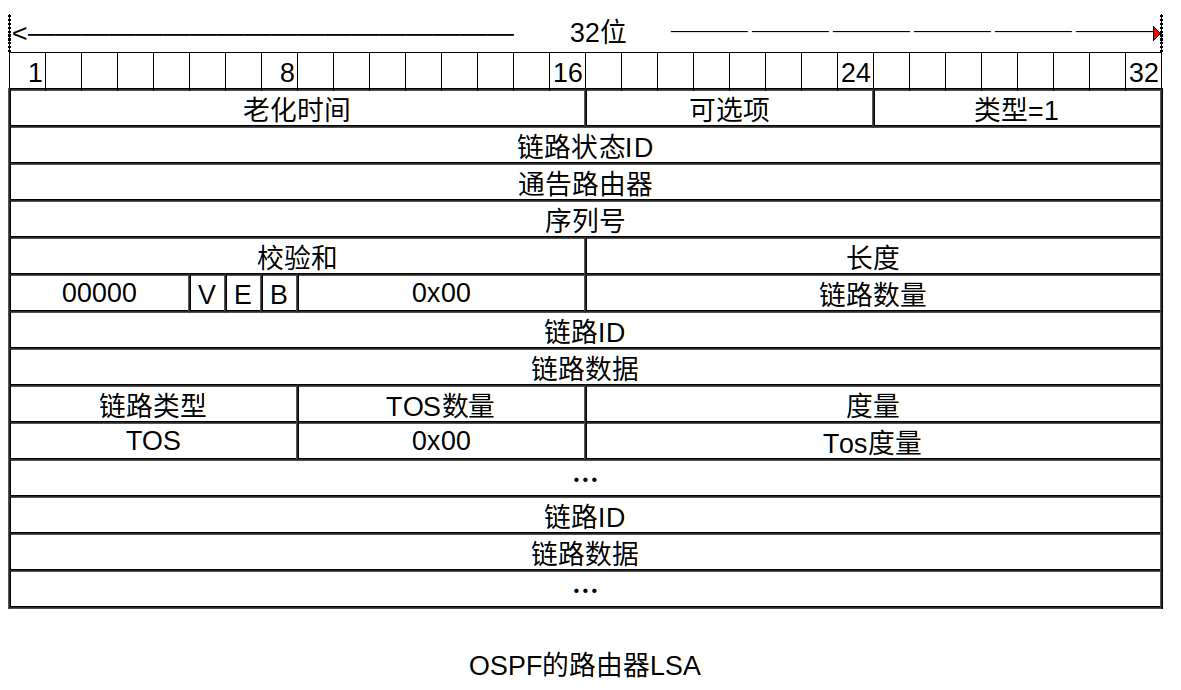 32位
1 8 16 24 32
老化时间 可选项 类型=1
链路状态ID
通告路由器
序列号
校验和 长度
00000 V E B 0x00 链路数量
链路ID
链路数据
链路类型 TOS数量 度量
TOS 0x00 Tos度量
...
链路ID
链路数据
...
OSPF的路由器LSA